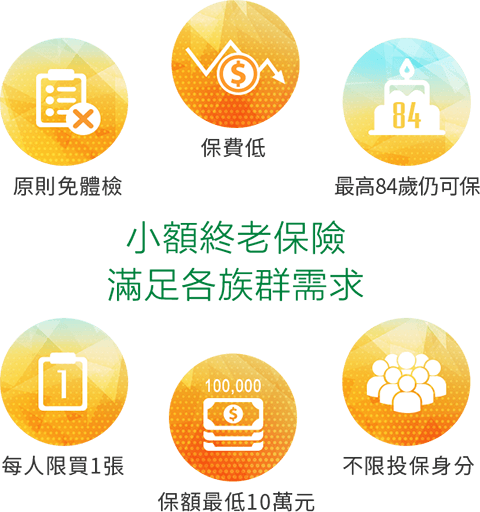 保費低
原則免體檢
84
最高84歲仍可保
小額終老保險
滿足各族群需求
1
每人限買1張
100,000
保額最低10萬元
不限投保身分